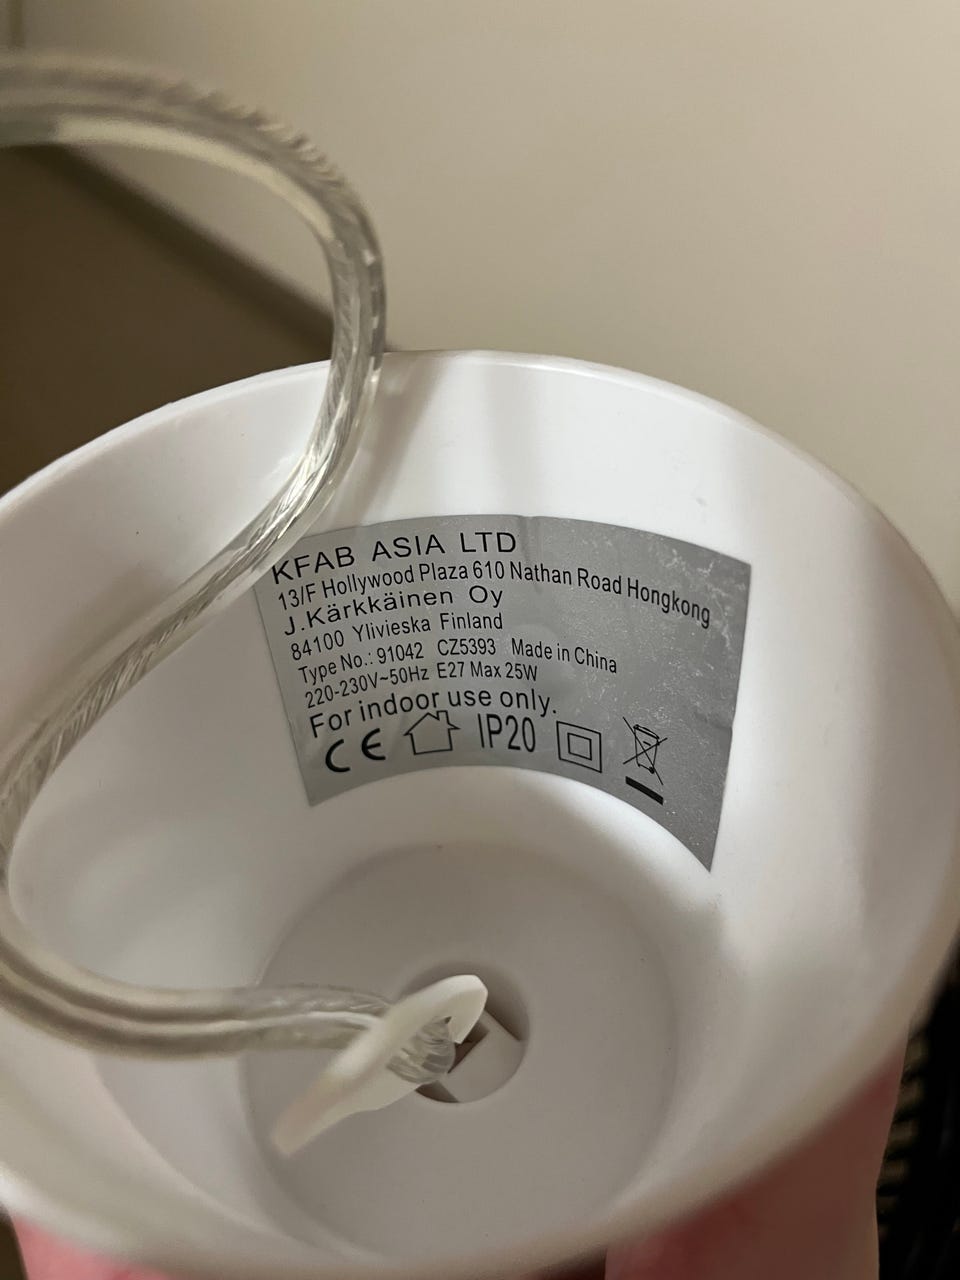 KFAB ASIA LTD
13/F Hollywood Plaza 610 Nathan Road Hongkong
J.Kärkkäinen Oy
84100 Ylivieska Finland
Type No.: 91042 CZ5393 Made in China
220-230V~50Hz E27 Max 25W
For indoor use only.
CE IP20